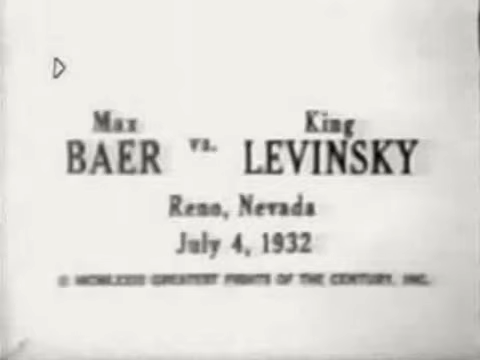 Max King
BAER vs. LEVINSKY
Reno, Nevada
July 4, 1932
GREATEST FIGHTS OF THE CENTURY, INC.